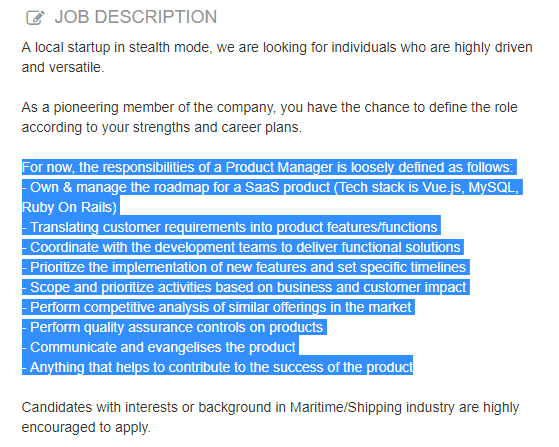 JOB DESCRIPTION
A local startup in stealth mode, we are looking for individuals who are highly driven
and versatile.
As a pioneering member of the company, you have the chance to define the role
according to your strengths and career plans.
For now, the responsibilities of a Product Manager is loosely defined as follows:
- Own & manage the roadmap for a SaaS product (Tech stack is Vue.js, MySQL,
Ruby On Rails)
- Translating customer requirements into product features/functions
- Coordinate with the development teams to deliver functional solutions
- Prioritize the implementation of new features and set specific timelines
- Scope and prioritize activities based on business and customer impact
- Perform competitive analysis of similar offerings in the market
- Perform quality assurance controls on products
- Communicate and evangelises the product
- Anything that helps to contribute to the success of the product
Candidates with interests or background in Maritime/Shipping industry are highly
encouraged to apply.